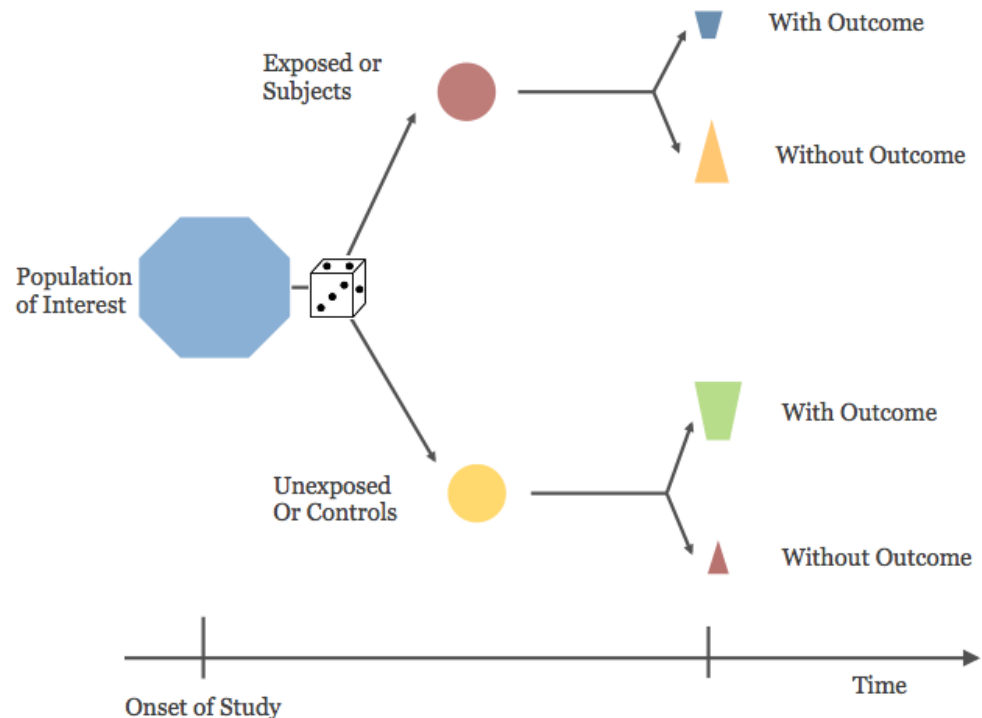 With Outcome
Exposed or
Subjects
Without Outcome
Population
of Interest
With Outcome
Unexposed
Or Controls
Without Outcome
Time
Onset of Study